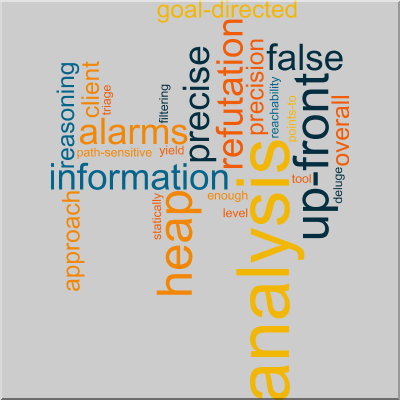 goal-directed
false
precise
refutation
precision
reachability
points-to
up-front
overall
reasoning
client
triage
filtering
alarms
path-sensitive
yield
information
enough
level
tool
deluge
approach
statically
heap
analysis